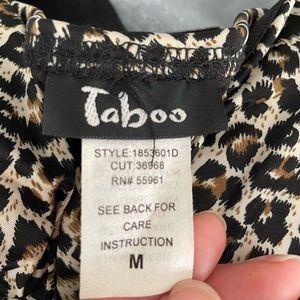 Taboo
STYLE:1853601D
CUT:36968
RN# 55961
SEE BACK FOR
CARE
INSTRUCTION
M